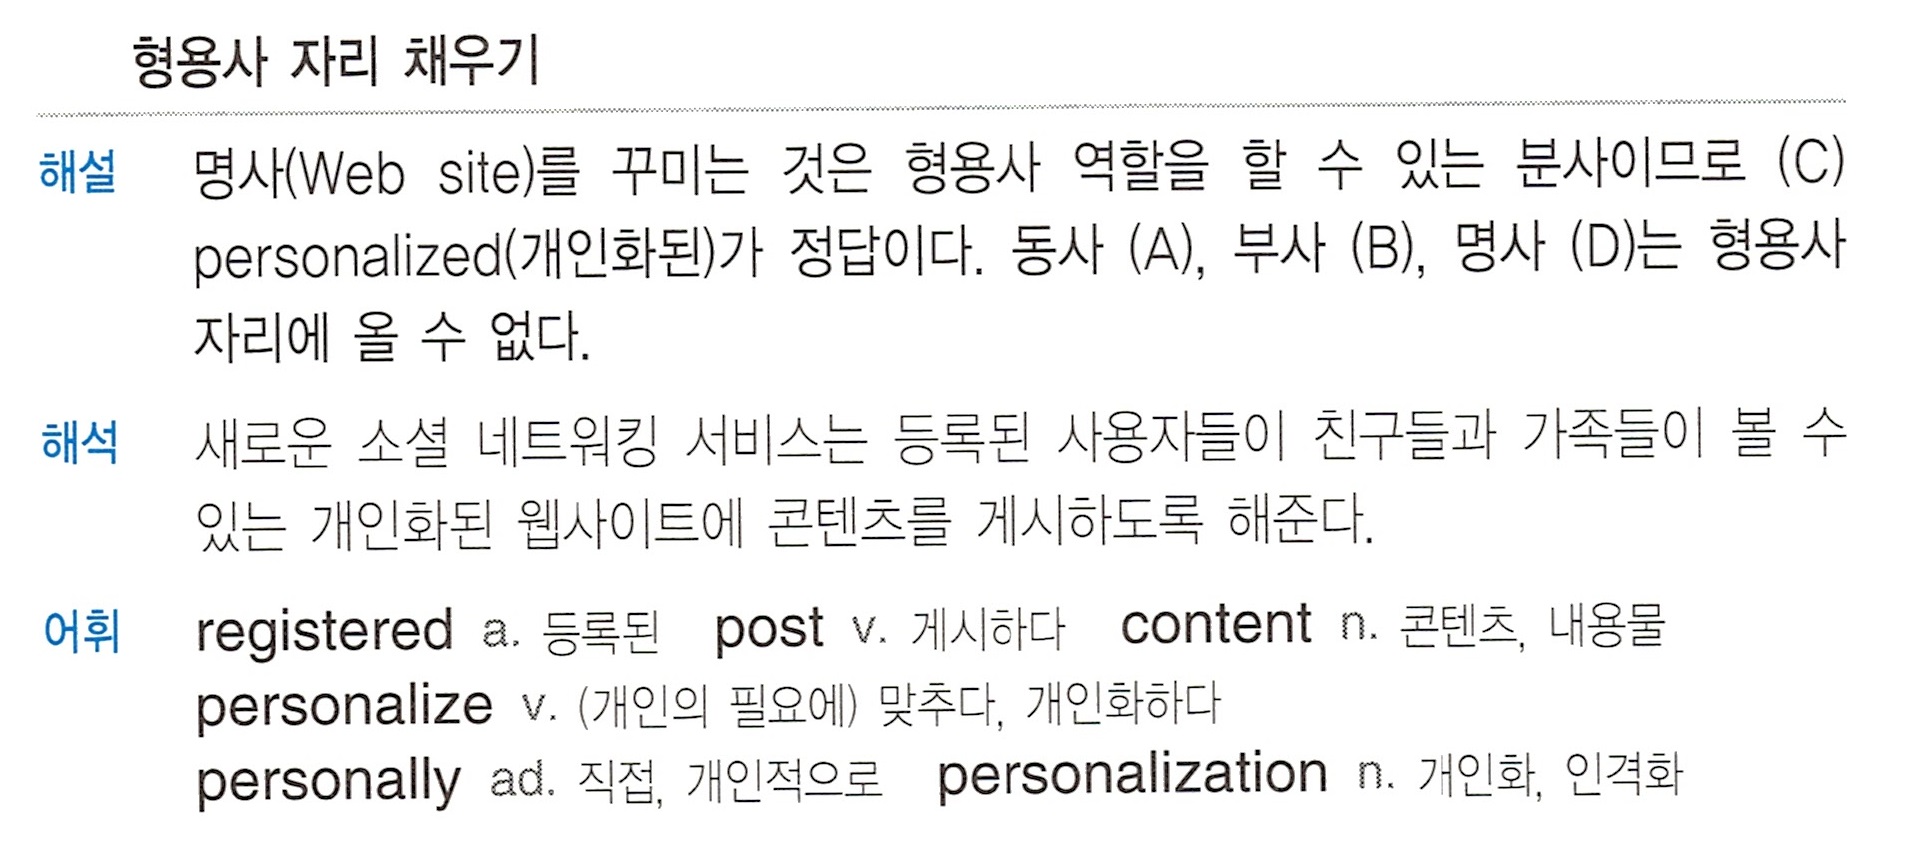 형용사 자리 채우기
해설 명사(Web site)를 꾸미는 것은 형용사 역할을 할 수 있는 분사이므로 (C)
personalized(개인화된)가 정답이다. 동사 (A), 부사 (B), 명사 (D)는 형용사
자리에 올 수 없다.
해석 새로운 소셜 네트워킹 서비스는 등록된 사용자들이 친구들과 가족들이 볼 수
있는 개인화된 웹사이트에 콘텐츠를 게시하도록 해준다.
어휘 registered a. 등록된 post v. 게시하다 content n. 콘텐츠, 내용물
personalize v. (개인의 필요에) 맞추다, 개인화하다
personally ad. 직접, 개인적으로 personalization n. 개인화, 인격화